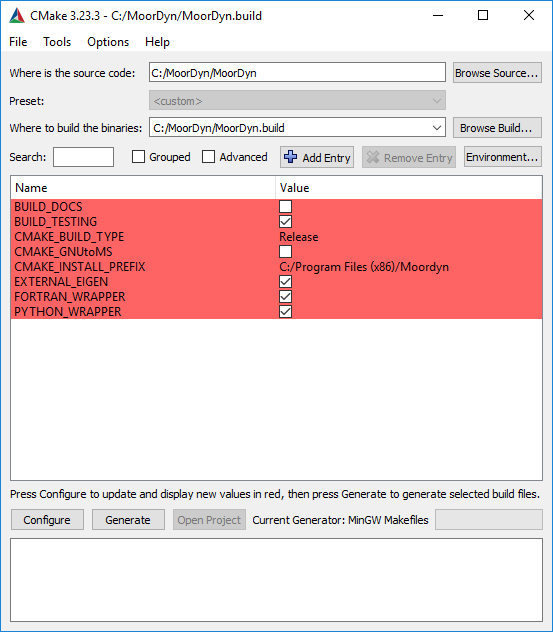 CMake 3.23.3 - C:/MoorDyn/MoorDyn.build
File Tools Options Help
Where is the source code: C:/MoorDyn/MoorDyn Browse Source...
Preset: <custom>
Where to build the binaries: C:/MoorDyn/MoorDyn.build Browse Build...
Search: Grouped Advanced Add Entry Remove Entry Environment...
Name Value
BUILD_DOCS
BUILD_TESTING
CMAKE_BUILD_TYPE Release
CMAKE_GNUtoMS
CMAKE_INSTALL_PREFIX C:/Program Files (x86)/Moordyn
EXTERNAL_EIGEN
FORTRAN_WRAPPER
PYTHON_WRAPPER
Press Configure to update and display new values in red, then press Generate to generate selected build files.
Configure Generate Open Project Current Generator: MinGW Makefiles